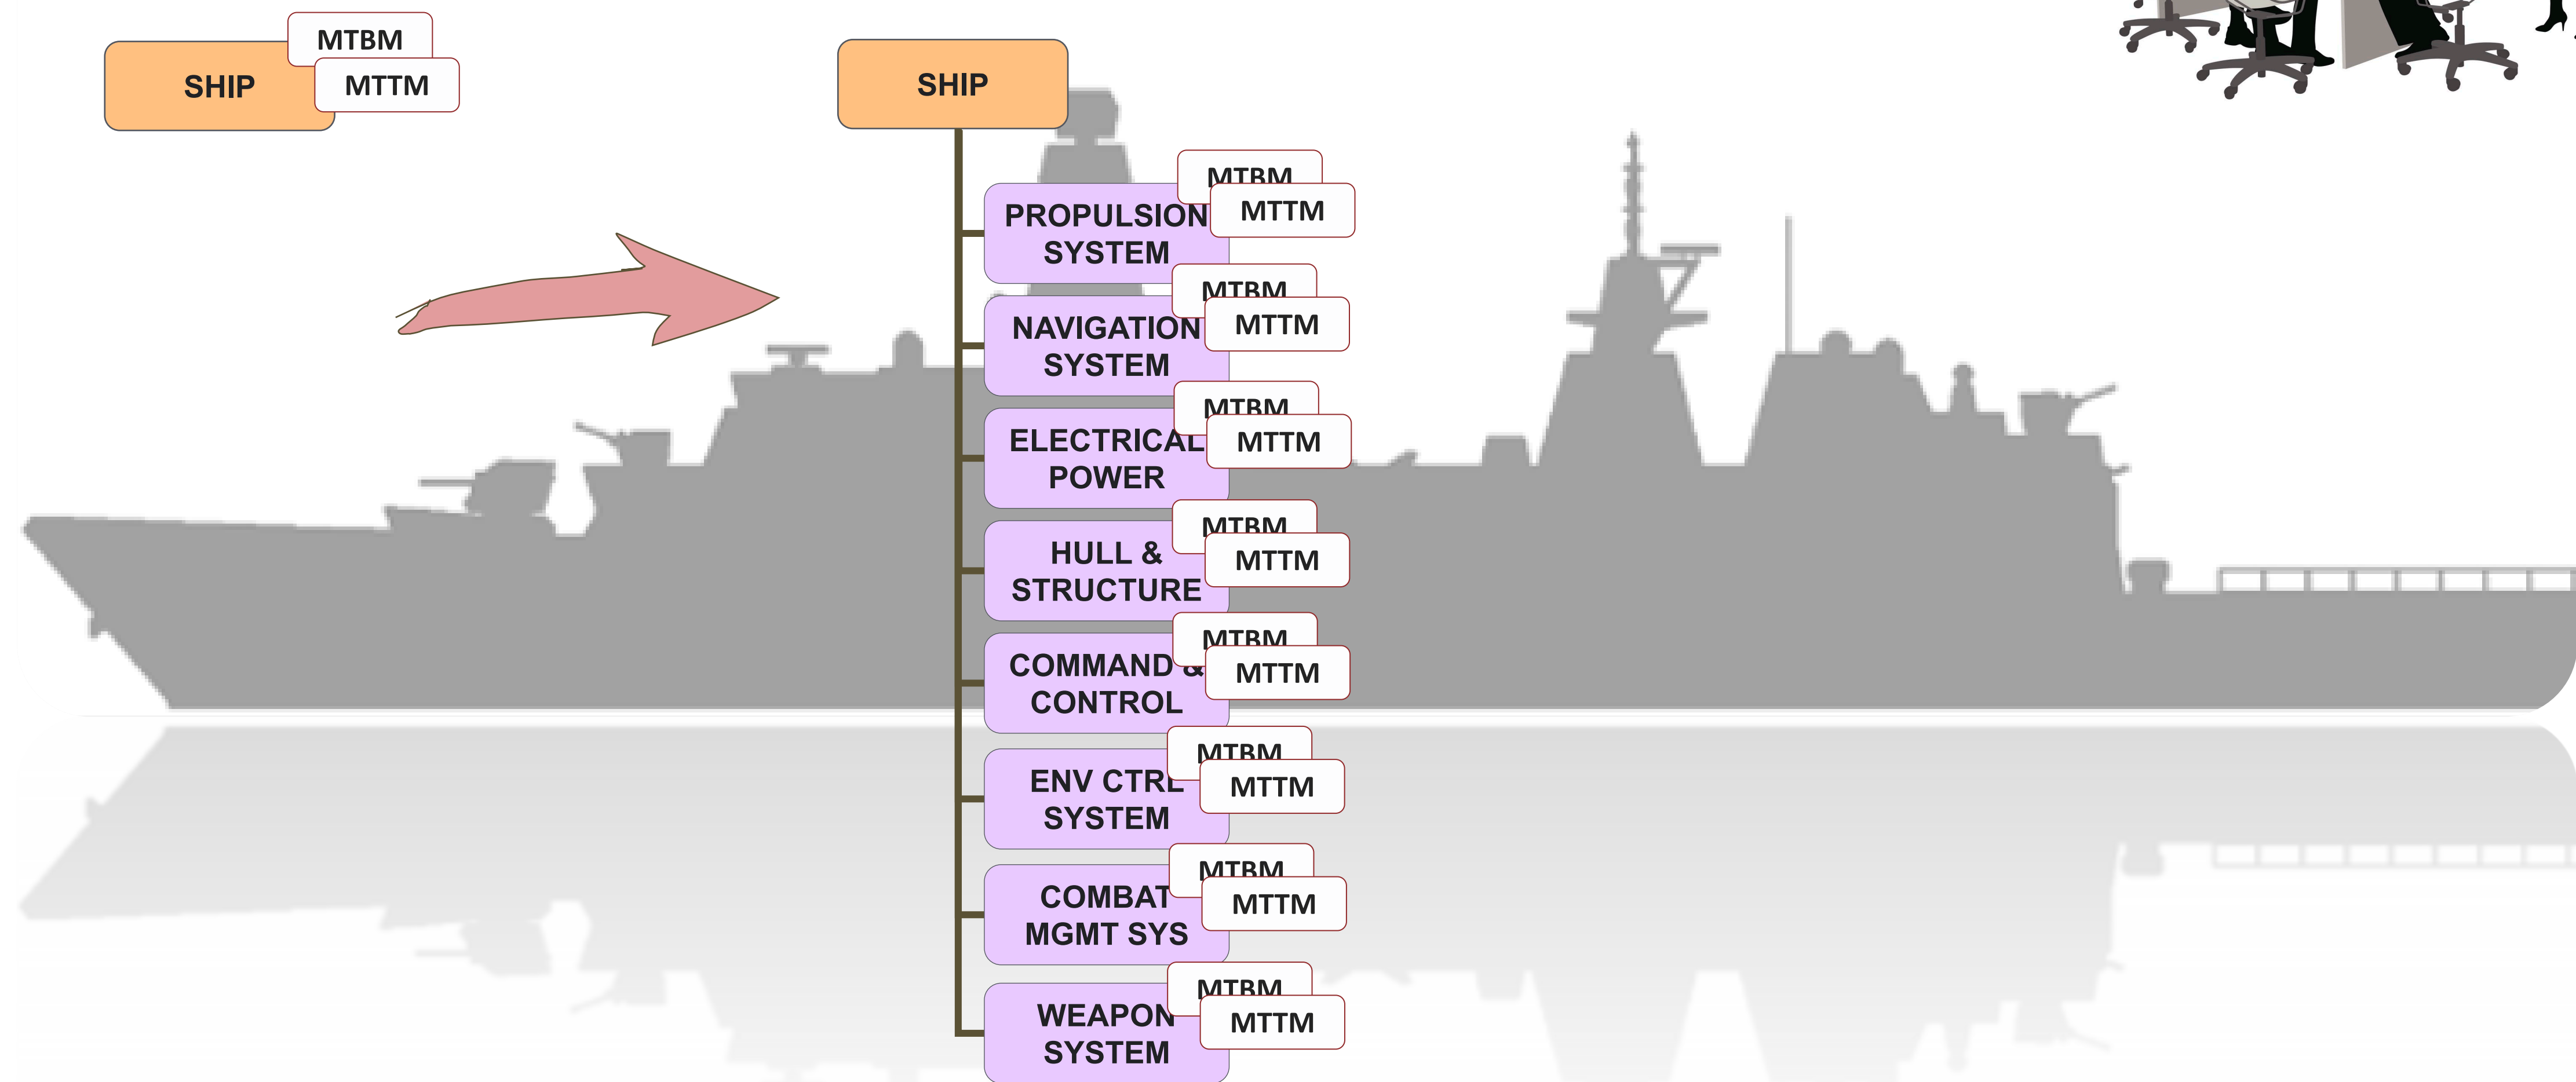 MTBM
SHIP
MTTM
SHIP
MTBM
PROPULSION
MTTM
SYSTEM
MTBM
NAVIGATION
MTTM
SYSTEM
MTBM
ELECTRICAL
MTTM
POWER
MTBM
HULL &
MTTM
STRUCTURE
MTBM
COMMAND &
MTTM
CONTROL
MTBM
ENV CTRL
MTTM
SYSTEM
MTBM
COMBAT
MTTM
MGMT SYS
MTBM
WEAPON
MTTM
SYSTEM